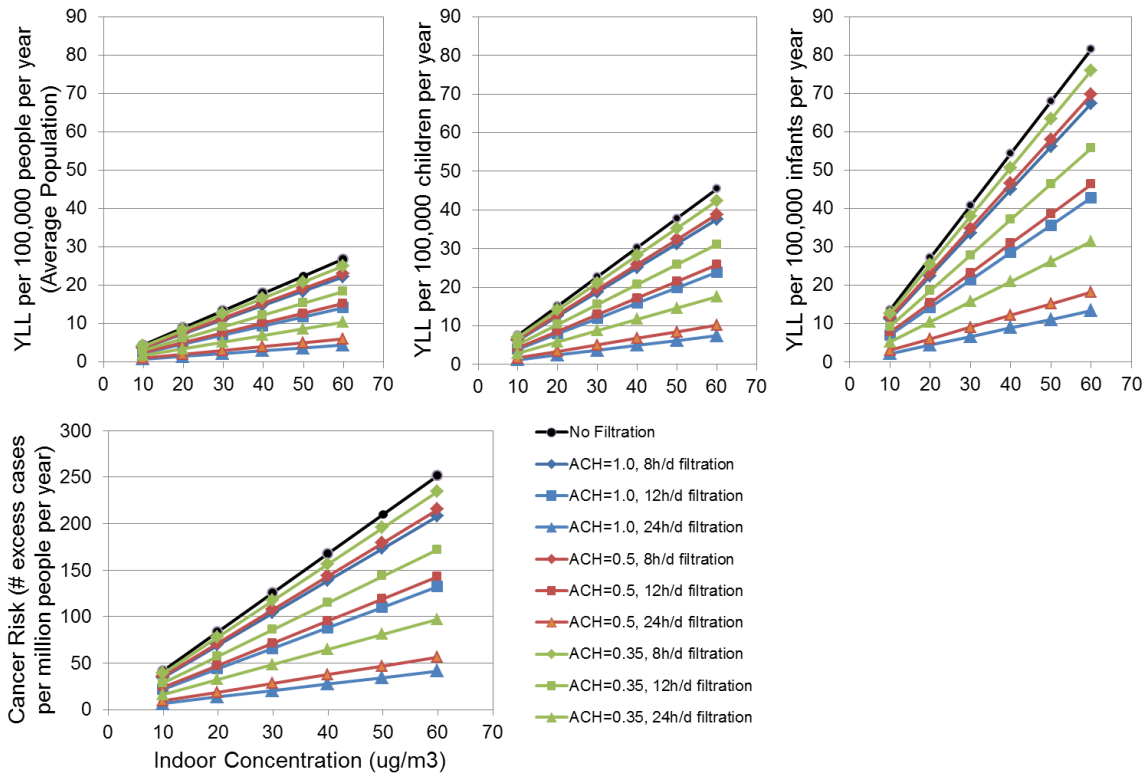 YLL per 100,000 people per year
(Average Population)
90
80
70
60
50
40
30
20
10
0
0 10 20 30 40 50 60 70
YLL per 100,000 children per year
90
80
70
60
50
40
30
20
10
0
0 10 20 30 40 50 60 70
YLL per 100,000 infants per year
90
80
70
60
50
40
30
20
10
0
0 10 20 30 40 50 60 70
Cancer Risk (# excess cases
per million people per year)
300
250
200
150
100
50
0
0 10 20 30 40 50 60 70
Indoor Concentration (ug/m3)
No Filtration
ACH=1.0, 8h/d filtration
ACH=1.0, 12h/d filtration
ACH=1.0, 24h/d filtration
ACH=0.5, 8h/d filtration
ACH=0.5, 12h/d filtration
ACH=0.5, 24h/d filtration
ACH=0.35, 8h/d filtration
ACH=0.35, 12h/d filtration
ACH=0.35, 24h/d filtration